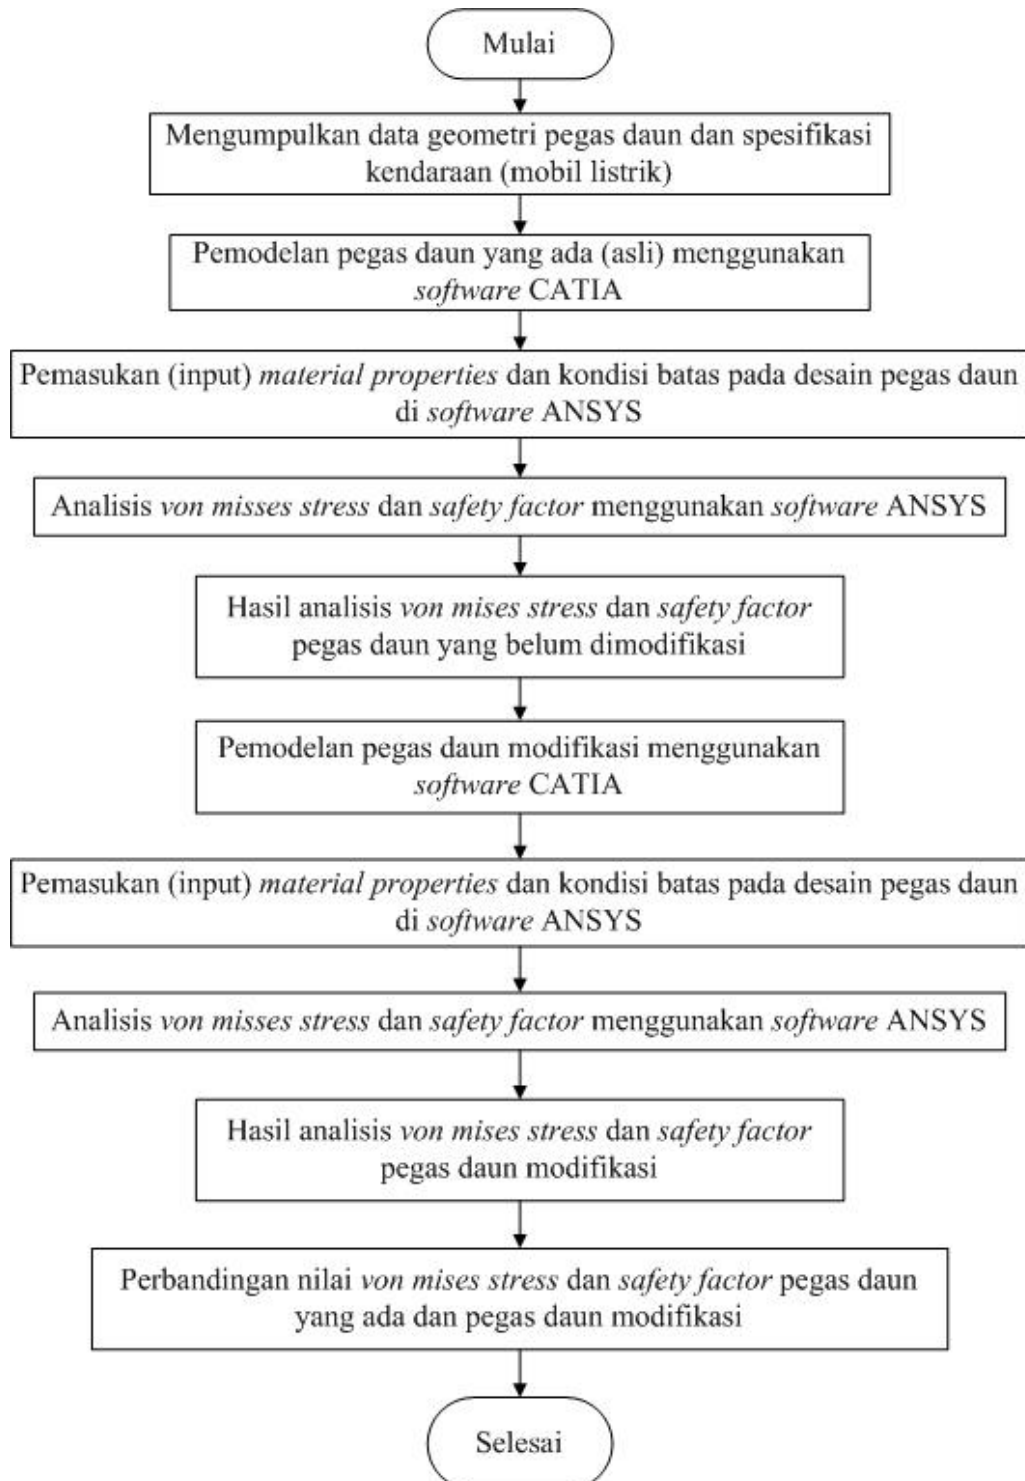 Mulai
Mengumpulkan data geometri pegas daun dan spesifikasi
kendaraan (mobil listrik)
Pemodelan pegas daun yang ada (asli) menggunakan
software CATIA
Pemasukan (input) material properties dan kondisi batas pada desain pegas daun
di software ANSYS
Analisis von misses stress dan safety factor menggunakan software ANSYS
Hasil analisis von mises stress dan safety factor
pegas daun yang belum dimodifikasi
Pemodelan pegas daun modifikasi menggunakan
software CATIA
Pemasukan (input) material properties dan kondisi batas pada desain pegas daun
di software ANSYS
Analisis von misses stress dan safety factor menggunakan software ANSYS
Hasil analisis von mises stress dan safety factor
pegas daun modifikasi
Perbandingan nilai von mises stress dan safety factor pegas daun
yang ada dan pegas daun modifikasi
Selesai